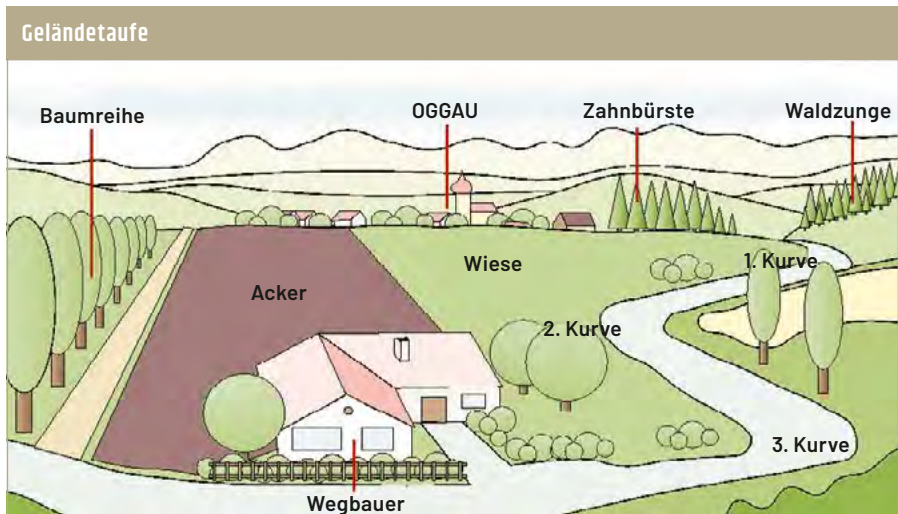 Geländetaufe
Baumreihe
OGGAU
Zahnbürste
Waldzunge
Wiese
1. Kurve
Acker
2. Kurve
3. Kurve
Wegbauer